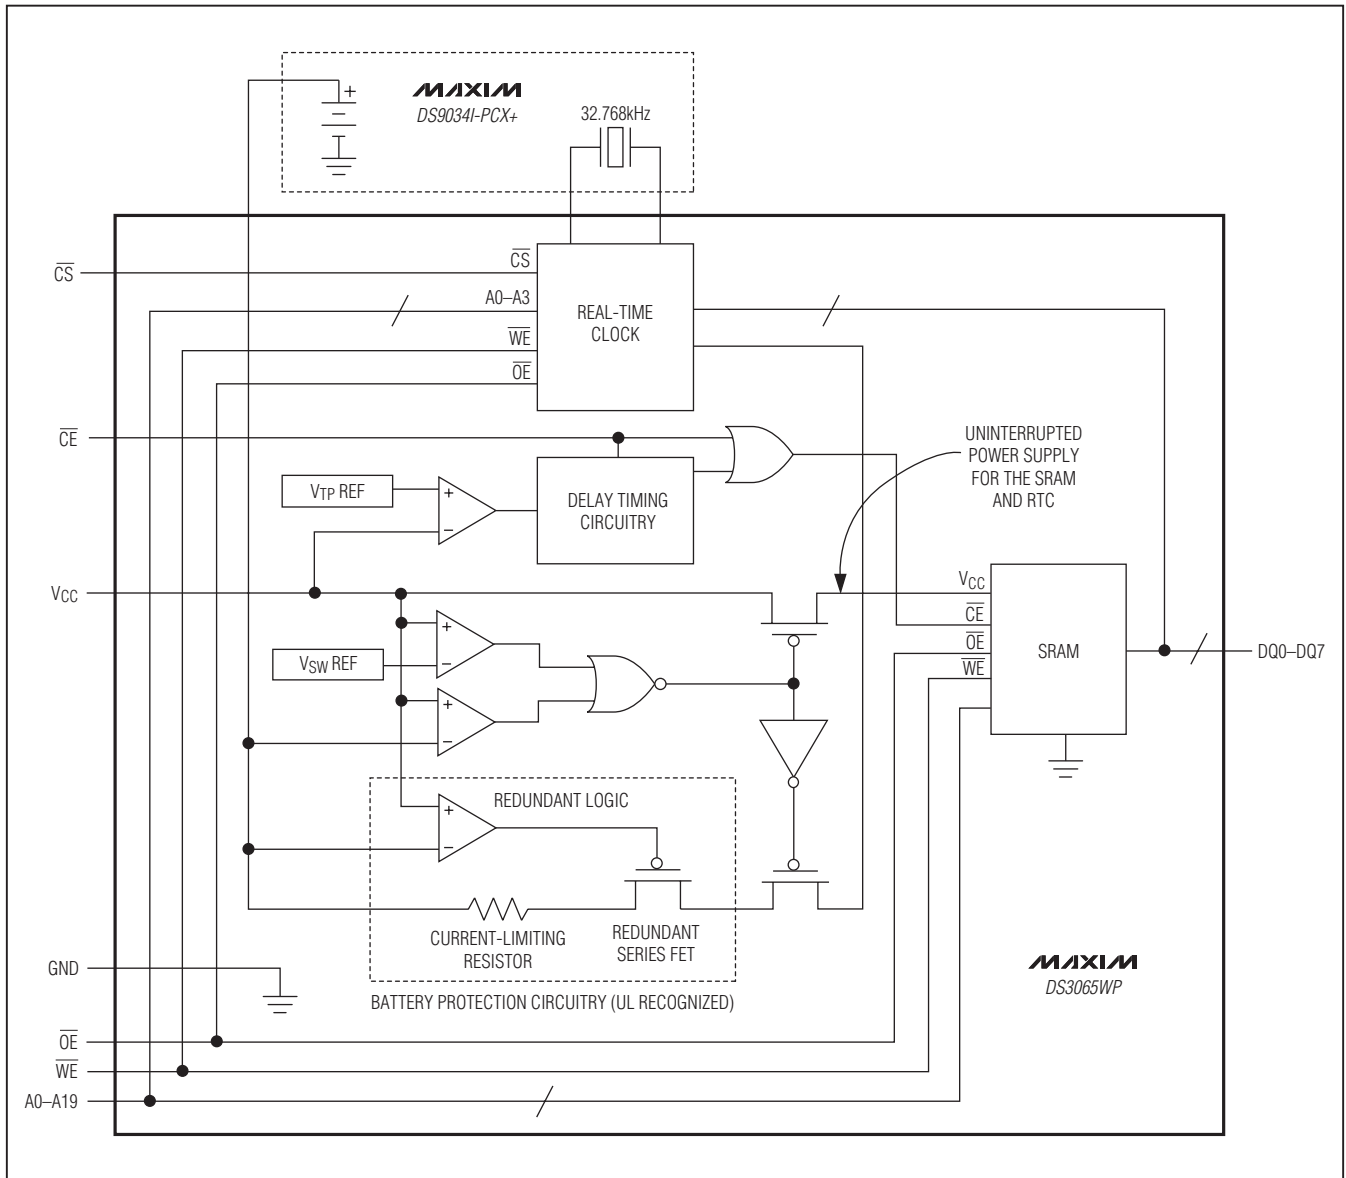 +
MAXIM
DS9034I-PCX+
32.768kHz
CS
CS
A0–A3
WE
OE
REAL-TIME
CLOCK
CE
VTP REF
+
–
DELAY TIMING
CIRCUITRY
UNINTERRUPTED
POWER SUPPLY
FOR THE SRAM
AND RTC
VCC
VCC
CE
OE
WE
SRAM
DQ0–DQ7
+
–
VSW REF
+
–
REDUNDANT LOGIC
+
–
CURRENT-LIMITING
RESISTOR
REDUNDANT
SERIES FET
BATTERY PROTECTION CIRCUITRY (UL RECOGNIZED)
MAXIM
DS3065WP
GND
OE
WE
A0–A19